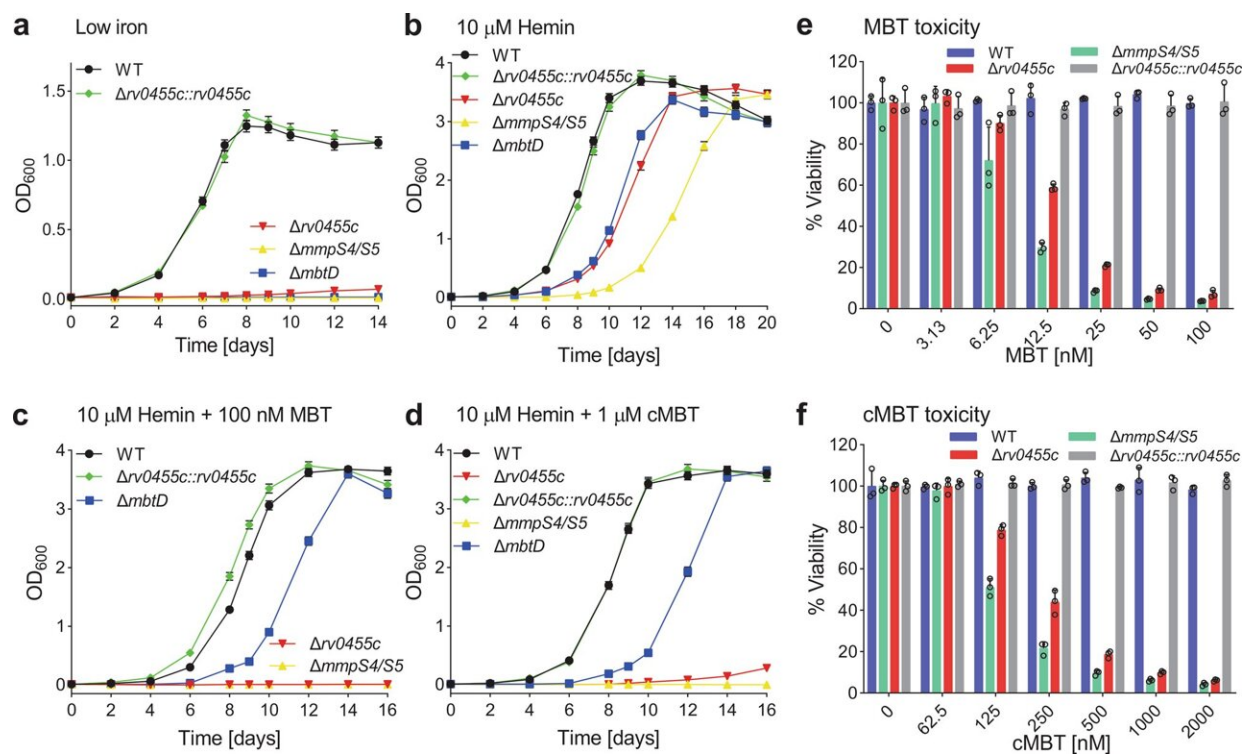 a Low iron
OD600
1.5
1.0
0.5
0.0
WT
Δrv0455c::rv0455c
Δrv0455c
ΔmmpS4/S5
ΔmbtD
0 2 4 6 8 10 12 14
Time [days]
b 10 μM Hemin
OD600
4
3
2
1
0
WT
Δrv0455c::rv0455c
Δrv0455c
ΔmmpS4/S5
ΔmbtD
0 2 4 6 8 10 12 14 16 18 20
Time [days]
c 10 μM Hemin + 100 nM MBT
OD600
4
3
2
1
0
WT
Δrv0455c::rv0455c
ΔmbtD
Δrv0455c
ΔmmpS4/S5
0 2 4 6 8 10 12 14 16
Time [days]
d 10 μM Hemin + 1 μM cMBT
OD600
4
3
2
1
0
WT
Δrv0455c
Δrv0455c::rv0455c
ΔmmpS4/S5
ΔmbtD
0 2 4 6 8 10 12 14 16
Time [days]
e MBT toxicity
WT ΔmmpS4/S5
Δrv0455c Δrv0455c::rv0455c
% Viability
120
100
80
60
40
20
0
0 3.13 6.25 12.5 25 50 100
MBT [nM]
f cMBT toxicity
WT ΔmmpS4/S5
Δrv0455c Δrv0455c::rv0455c
% Viability
120
100
80
60
40
20
0
0 62.5 125 250 500 1000 2000
cMBT [nM]